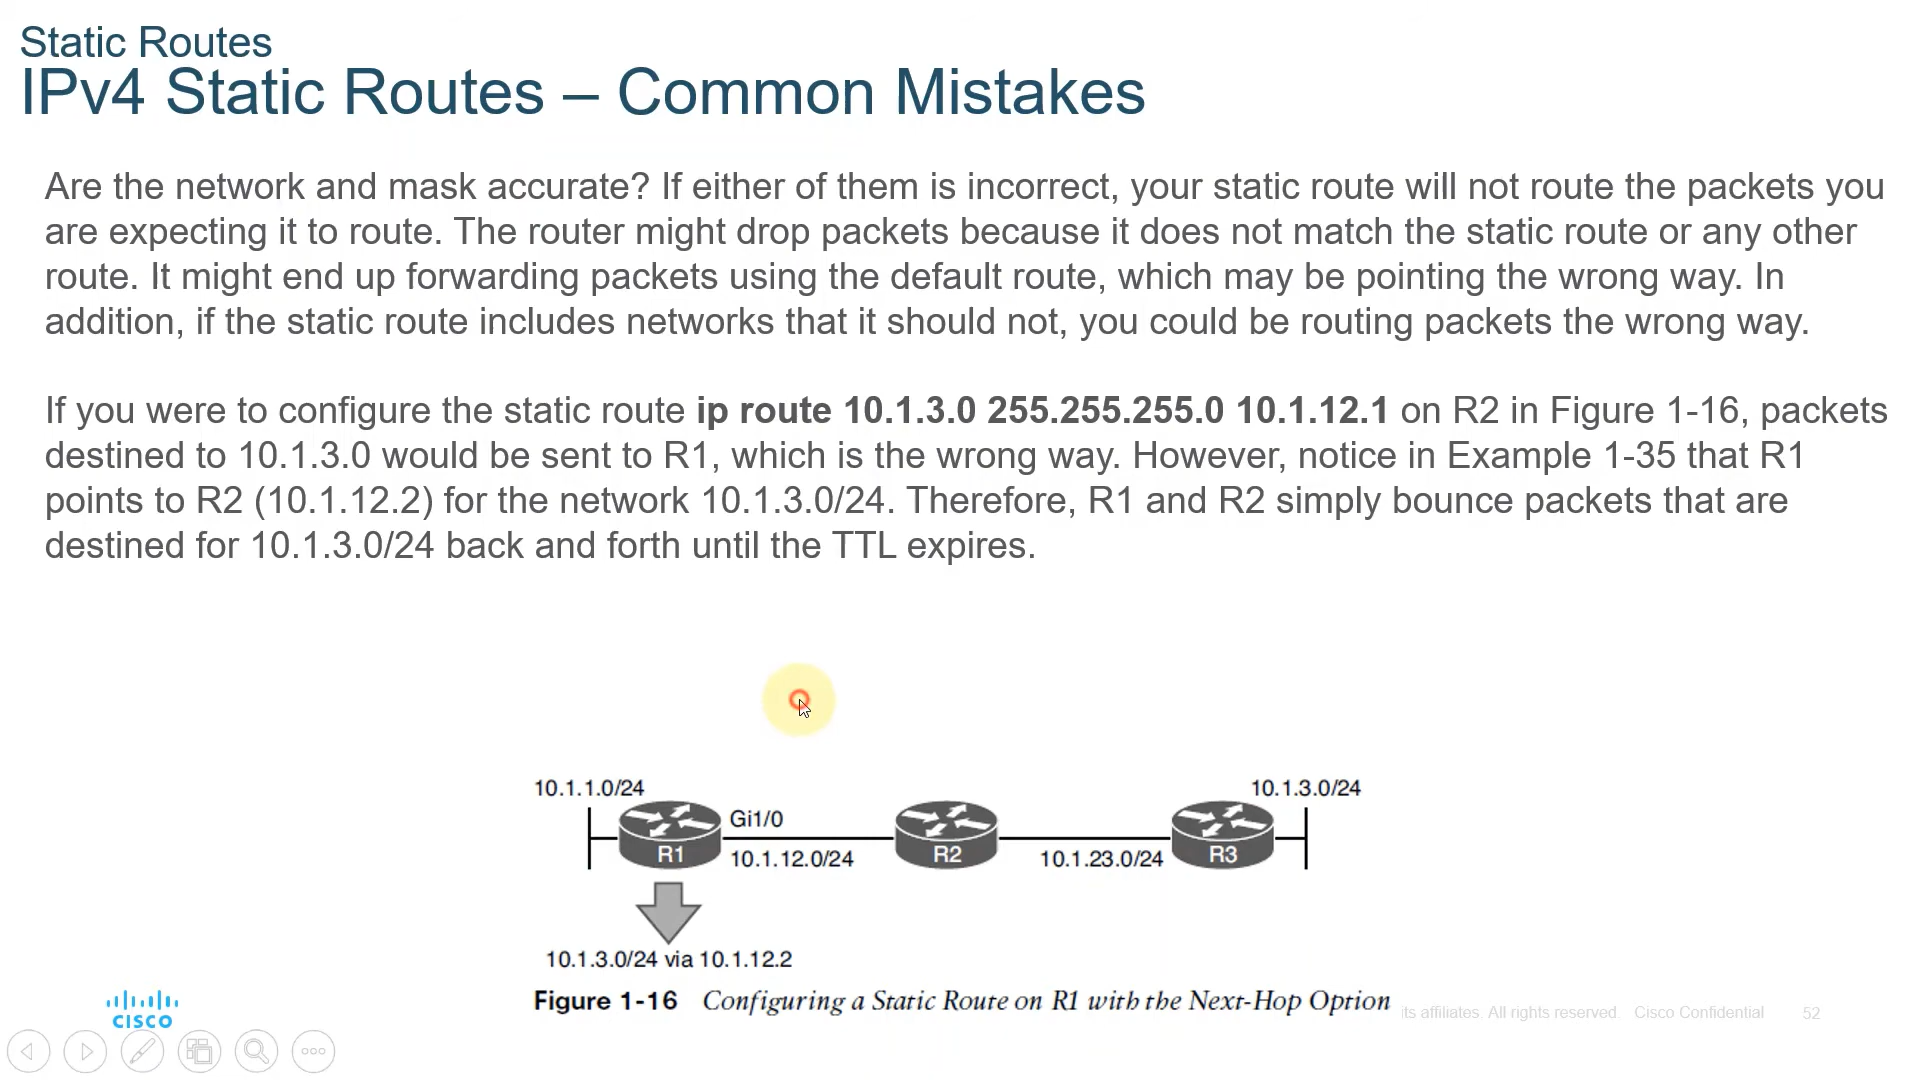 Static Routes
IPv4 Static Routes – Common Mistakes
Are the network and mask accurate? If either of them is incorrect, your static route will not route the packets you
are expecting it to route. The router might drop packets because it does not match the static route or any other
route. It might end up forwarding packets using the default route, which may be pointing the wrong way. In
addition, if the static route includes networks that it should not, you could be routing packets the wrong way.
If you were to configure the static route ip route 10.1.3.0 255.255.255.0 10.1.12.1 on R2 in Figure 1-16, packets
destined to 10.1.3.0 would be sent to R1, which is the wrong way. However, notice in Example 1-35 that R1
points to R2 (10.1.12.2) for the network 10.1.3.0/24. Therefore, R1 and R2 simply bounce packets that are
destined for 10.1.3.0/24 back and forth until the TTL expires.
10.1.1.0/24
10.1.3.0/24
Gi1/0
R1
10.1.12.0/24
R2
10.1.23.0/24
R3
10.1.3.0/24 via 10.1.12.2
Figure 1-16 Configuring a Static Route on R1 with the Next-Hop Option
its affiliates. All rights reserved. Cisco Confidential
52
CISCO